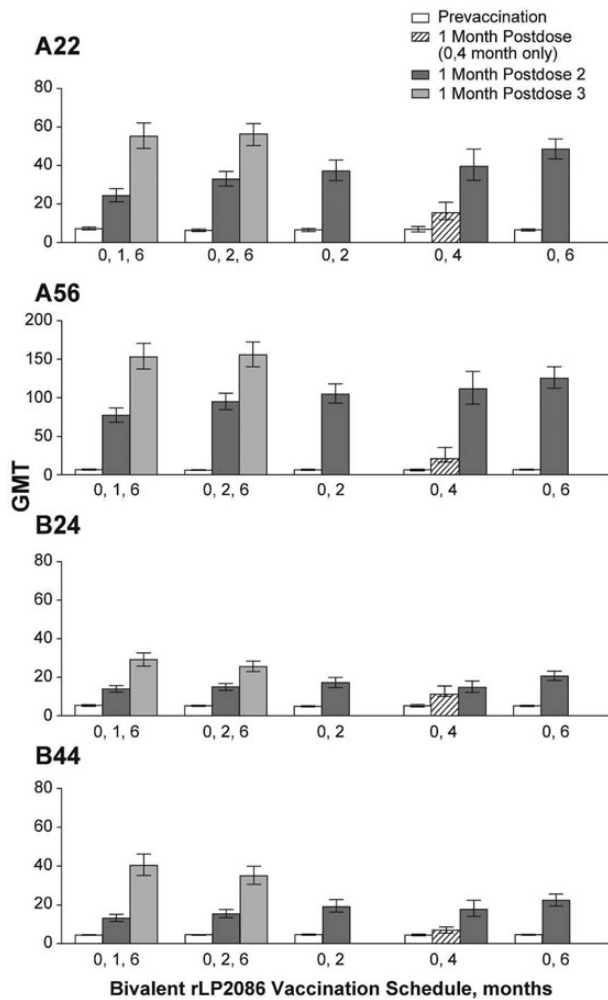 Prevaccination
1 Month Postdose
(0,4 month only)
1 Month Postdose 2
1 Month Postdose 3
A22
80
60
40
20
0
0, 1, 6
0, 2, 6
0, 2
0, 4
0, 6
A56
200
150
100
50
0
0, 1, 6
0, 2, 6
0, 2
0, 4
0, 6
GMT
B24
80
60
40
20
0
0, 1, 6
0, 2, 6
0, 2
0, 4
0, 6
B44
80
60
40
20
0
0, 1, 6
0, 2, 6
0, 2
0, 4
0, 6
Bivalent rLP2086 Vaccination Schedule, months